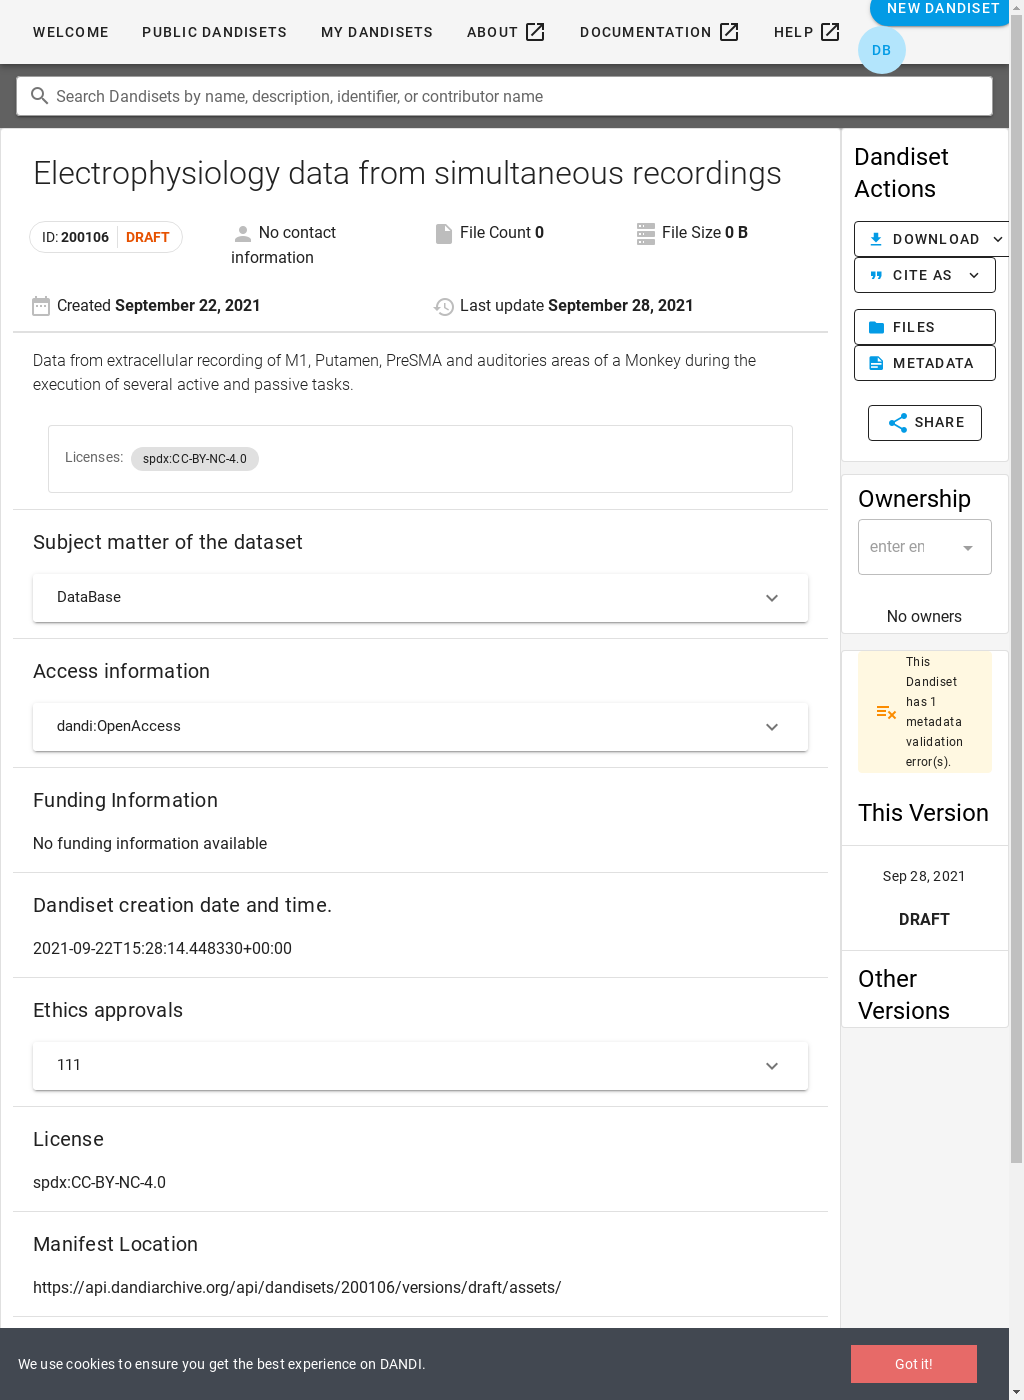 WELCOME PUBLIC DANDISETS MY DANDISETS ABOUT DOCUMENTATION HELP NEW DANDISET
DB
Search Dandisets by name, description, identifier, or contributor name
Electrophysiology data from simultaneous recordings
ID: 200106 DRAFT
No contact information
File Count 0
File Size 0 B
Created September 22, 2021
Last update September 28, 2021
Data from extracellular recording of M1, Putamen, PreSMA and auditories areas of a Monkey during the
execution of several active and passive tasks.
Licenses: spdx:CC-BY-NC-4.0
Subject matter of the dataset
DataBase
Access information
dandi:OpenAccess
Funding Information
No funding information available
Dandiset creation date and time.
2021-09-22T15:28:14.448330+00:00
Ethics approvals
111
License
spdx:CC-BY-NC-4.0
Manifest Location
https://api.dandiarchive.org/api/dandisets/200106/versions/draft/assets/
Dandiset
Actions
DOWNLOAD
CITE AS
FILES
METADATA
SHARE
Ownership
enter en
No owners
This
Dandiset
has 1
metadata
validation
error(s).
This Version
Sep 28, 2021
DRAFT
Other
Versions
We use cookies to ensure you get the best experience on DANDI.
Got it!